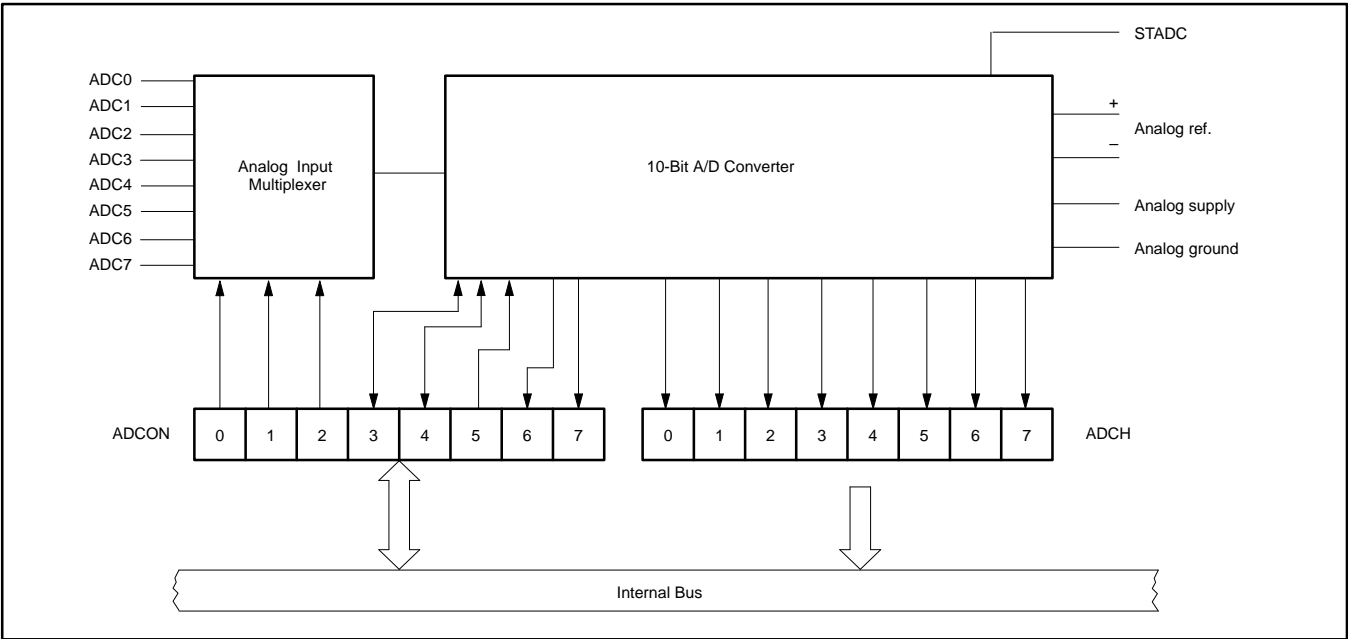 STADC
ADC0
ADC1
ADC2
ADC3
ADC4
ADC5
ADC6
ADC7
Analog Input
Multiplexer
10-Bit A/D Converter
+
Analog ref.
–
Analog supply
Analog ground
ADCON
0 1 2 3 4 5 6 7
0 1 2 3 4 5 6 7
ADCH
Internal Bus